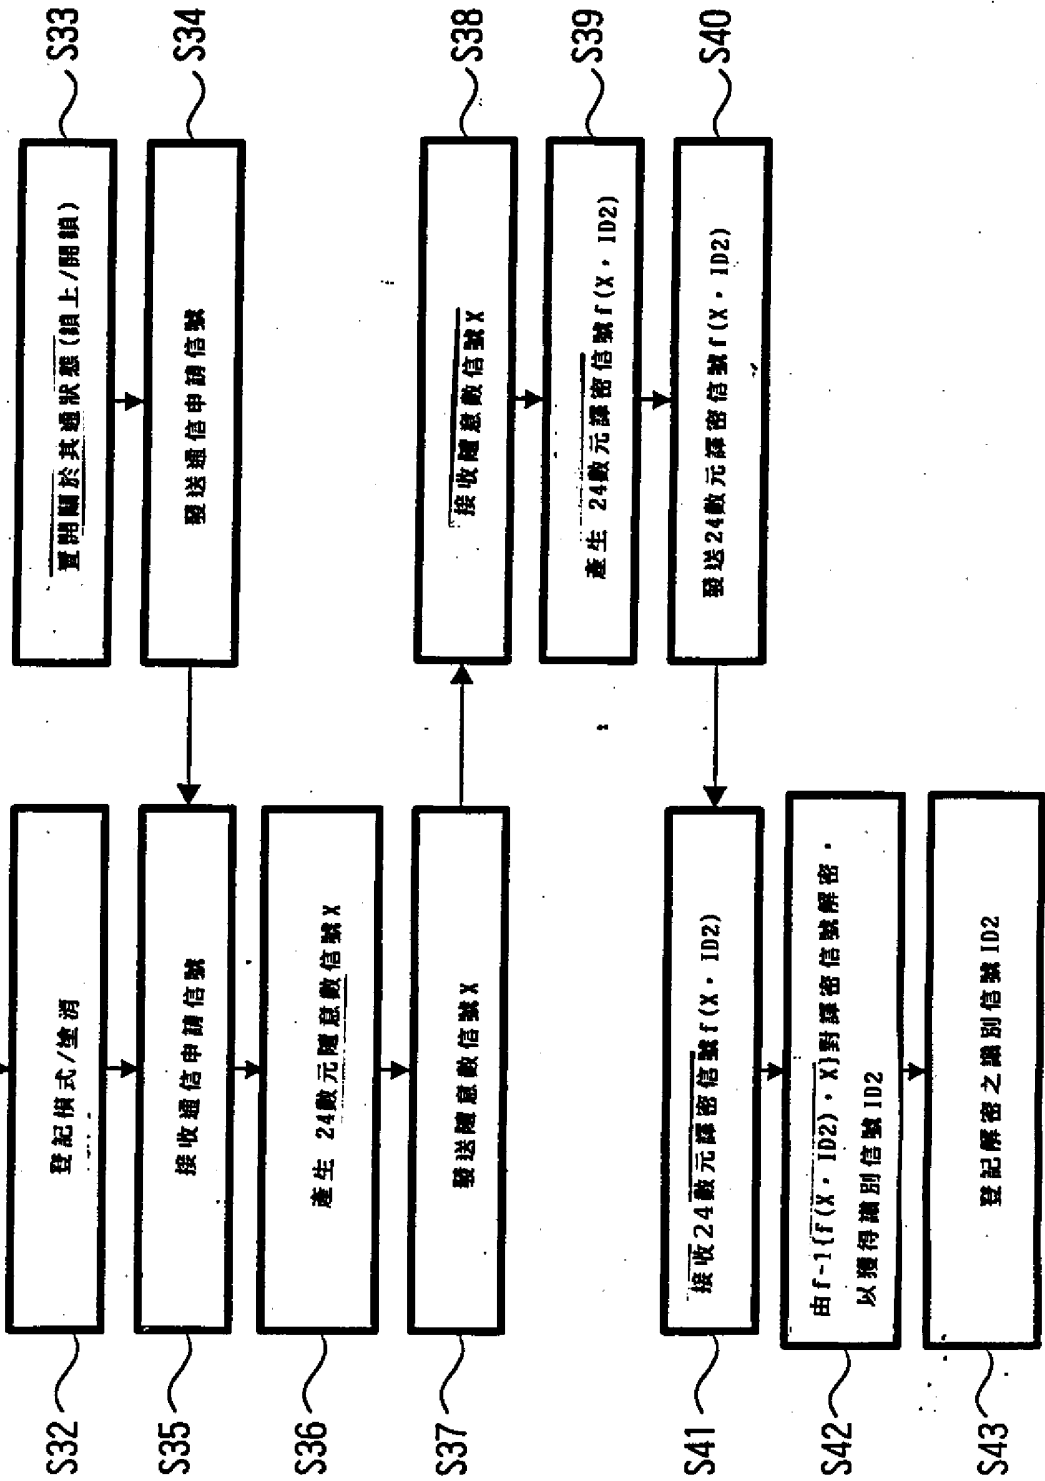 S32
登記模式/塗消
置開關於其通狀態(鎖上/開鎖)
S33
發送通信申請信號
S34
S35
接收通信申請信號
S36
產生 24數元隨意數信號X
S37
發送隨意數信號X
接收隨意數信號X
S38
產生 24數元譯密信號f(X,ID2)
S39
發送24數元譯密信號f(X,ID2)
S40
S41
接收24數元譯密信號f(X,ID2)
S42
由f-1{f(X,ID2),X}對譯密信號解密,
以獲得識別信號ID2
S43
登記解密之識別信號ID2